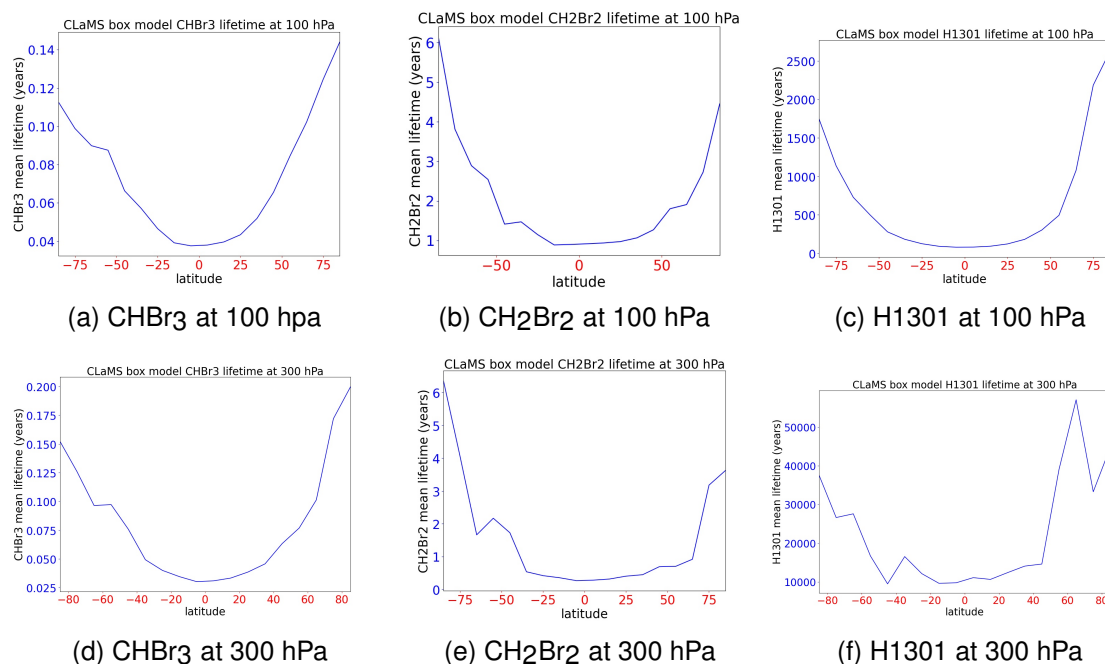 CLaMS box model CHBr3 lifetime at 100 hPa
CHBr3 mean lifetime (years)
0.14
0.12
0.10
0.08
0.06
0.04
−75 −50 −25 0 25 50 75
latitude
(a) CHBr3 at 100 hpa
CLaMS box model CH2Br2 lifetime at 100 hPa
CH2Br2 mean lifetime (years)
6
5
4
3
2
1
−50 0 50
latitude
(b) CH2Br2 at 100 hPa
CLaMS box model H1301 lifetime at 100 hPa
H1301 mean lifetime (years)
2500
2000
1500
1000
500
0
−75 −50 −25 0 25 50 75
latitude
(c) H1301 at 100 hPa
CLaMS box model CHBr3 lifetime at 300 hPa
CHBr3 mean lifetime (years)
0.200
0.175
0.150
0.125
0.100
0.075
0.050
0.025
−80 −60 −40 −20 0 20 40 60 80
latitude
(d) CHBr3 at 300 hPa
CLaMS box model CH2Br2 lifetime at 300 hPa
CH2Br2 mean lifetime (years)
6
5
4
3
2
1
0
−75 −50 −25 0 25 50 75
latitude
(e) CH2Br2 at 300 hPa
CLaMS box model H1301 lifetime at 300 hPa
H1301 mean lifetime (years)
50000
40000
30000
20000
10000
−80 −60 −40 −20 0 20 40 60 80
latitude
(f) H1301 at 300 hPa